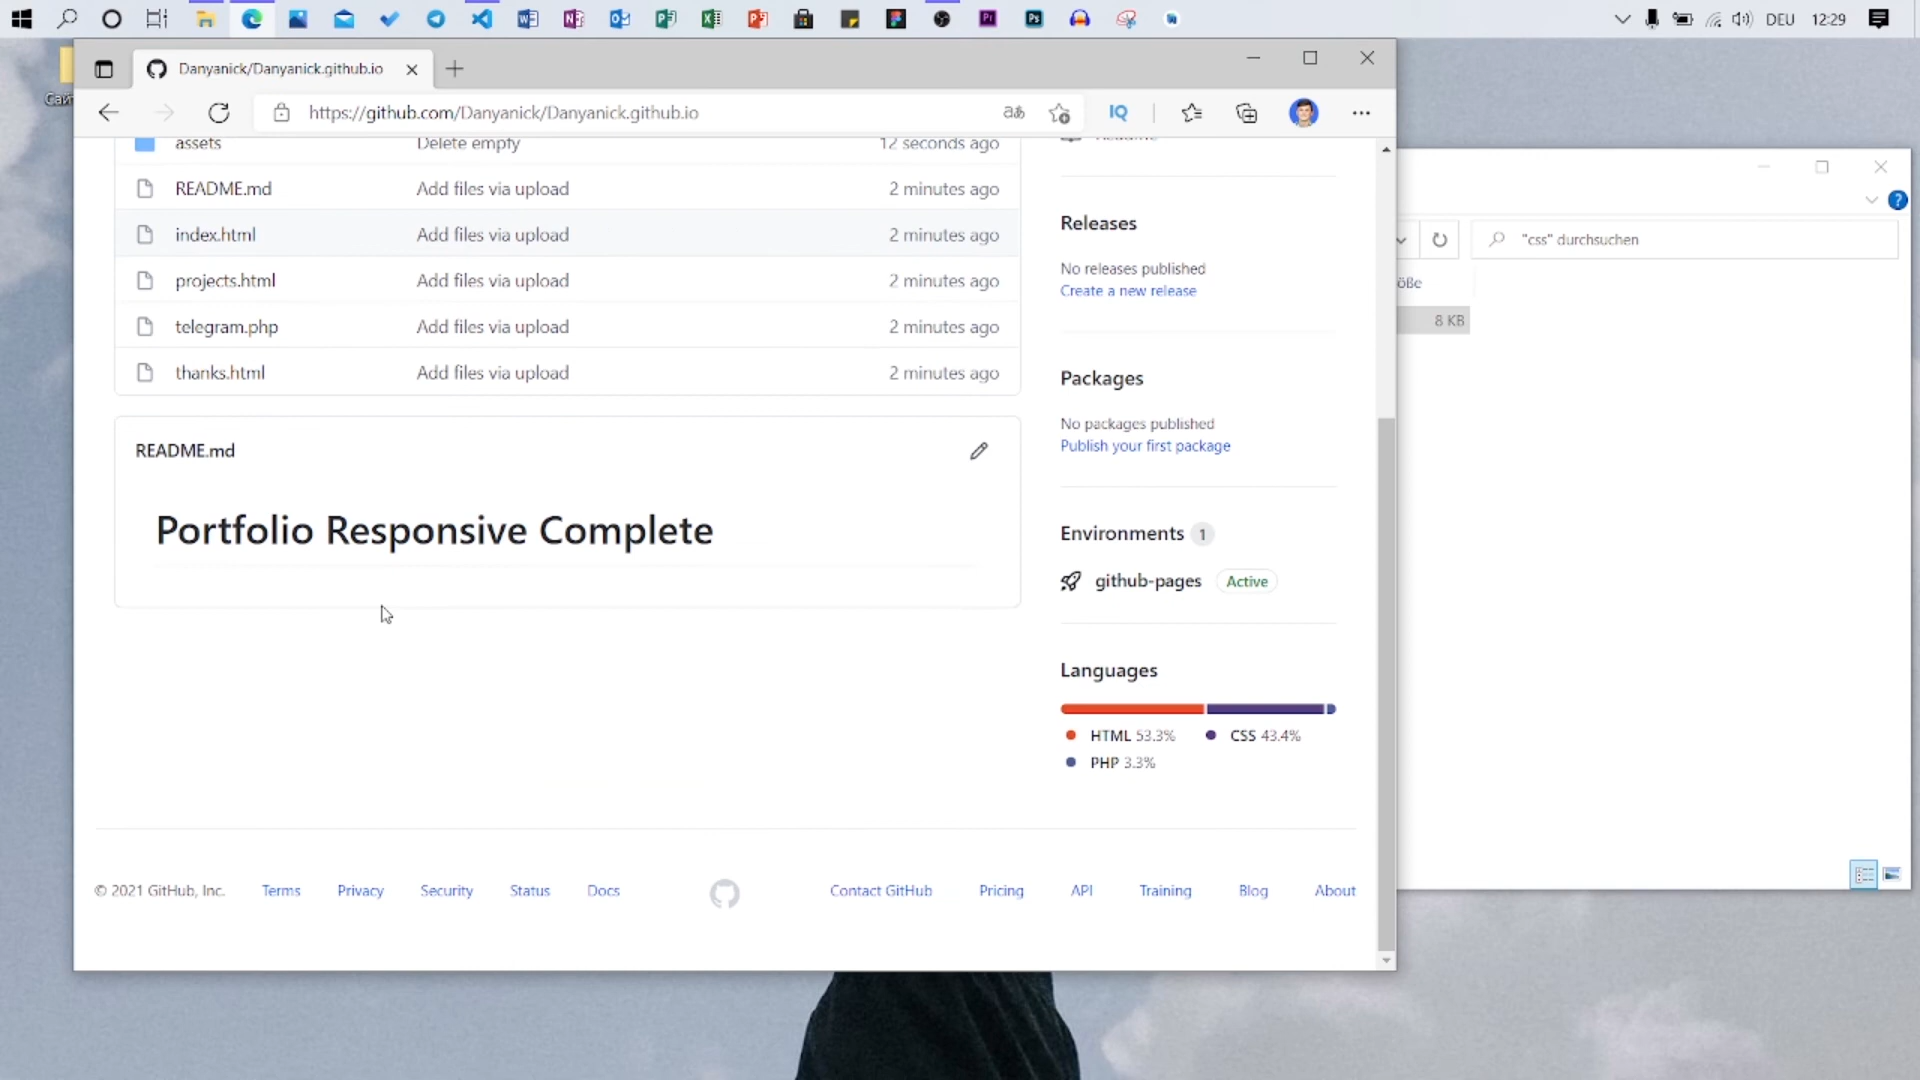 DEU 12:29
Сай
Danyanick/Danyanick.github.io
https://github.com/Danyanick/Danyanick.github.io
IQ
assets Delete empty 12 seconds ago
README.md Add files via upload 2 minutes ago
index.html Add files via upload 2 minutes ago
projects.html Add files via upload 2 minutes ago
telegram.php Add files via upload 2 minutes ago
thanks.html Add files via upload 2 minutes ago
README.md
Portfolio Responsive Complete
Releases
No releases published
Create a new release
Packages
No packages published
Publish your first package
Environments 1
github-pages Active
Languages
HTML 53.3% CSS 43.4%
PHP 3.3%
© 2021 GitHub, Inc. Terms Privacy Security Status Docs Contact GitHub Pricing API Training Blog About
"css" durchsuchen
öße
8 KB